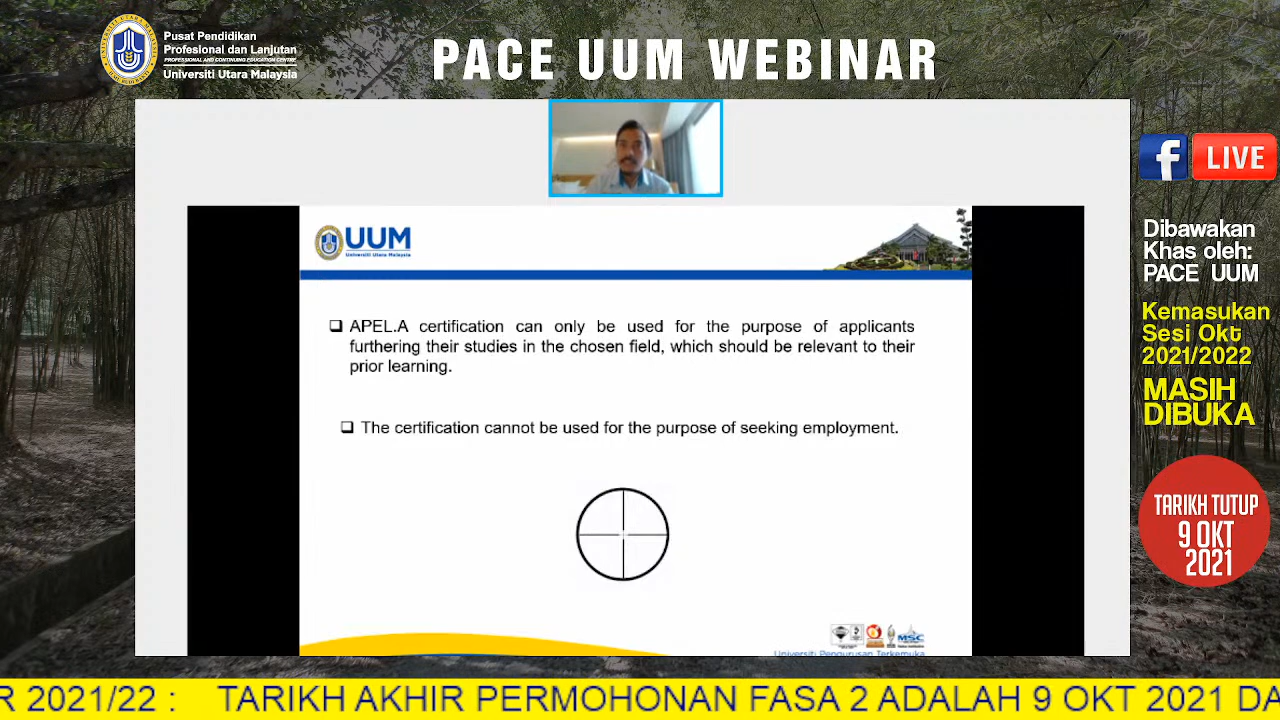 Pusat Pendidikan
Profesional dan Lanjutan
PROFESSIONAL AND CONTINUING EDUCATION CENTRE
Universiti Utara Malaysia
PACE UUM WEBINAR
f LIVE
Dibawakan
Khas oleh:
PACE UUM
Kemasukan
Sesi Okt
2021/2022
MASIH
DIBUKA
TARIKH TUTUP
9 OKT
2021
UUM
Universiti Utara Malaysia
❑ APEL.A certification can only be used for the purpose of applicants
furthering their studies in the chosen field, which should be relevant to their
prior learning.
❑ The certification cannot be used for the purpose of seeking employment.
MSC
Universiti Pengurusan Terkemuka
R 2021/22 : TARIKH AKHIR PERMOHONAN FASA 2 ADALAH 9 OKT 2021 DA